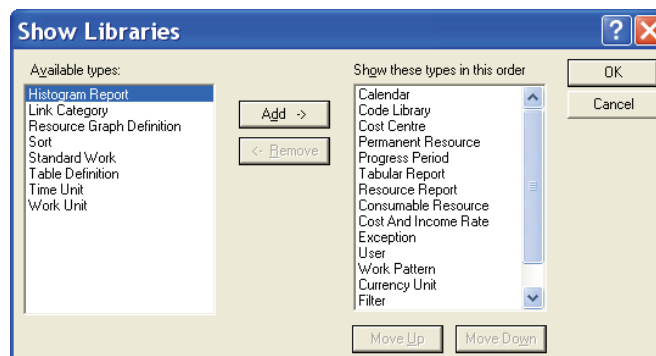 Show Libraries
Available types:
Histogram Report
Link Category
Resource Graph Definition
Sort
Standard Work
Table Definition
Time Unit
Work Unit
Add ->
<- Remove
Show these types in this order
Calendar
Code Library
Cost Centre
Permanent Resource
Progress Period
Tabular Report
Resource Report
Consumable Resource
Cost And Income Rate
Exception
User
Work Pattern
Currency Unit
Filter
Move Up
Move Down
OK
Cancel